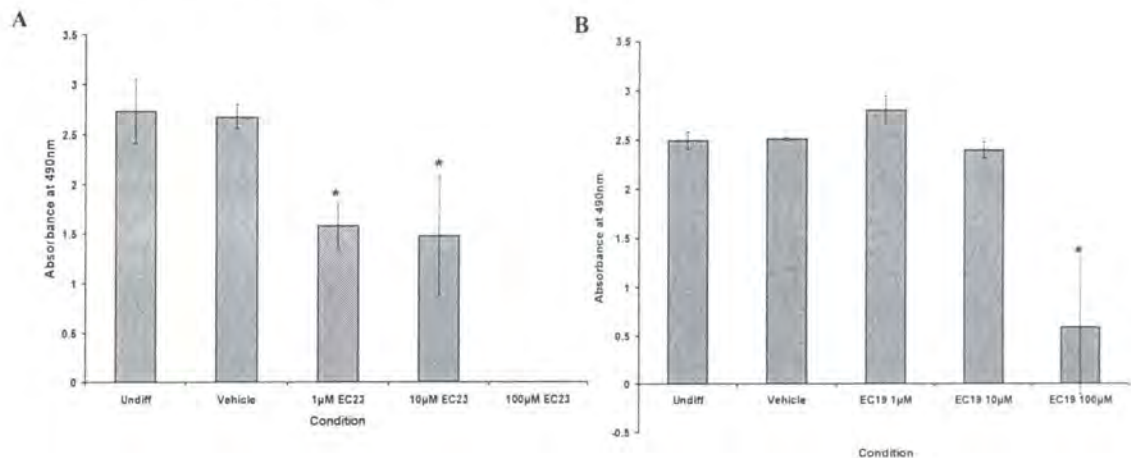 A
3.5
3
2.5
2
1.5
1
0.5
0
Absorbance at 490nm
*
*
Undiff
Vehicle
1µM EC23
10µM EC23
100µM EC23
Condition
B
3.5
3
2.5
2
1.5
1
0.5
0
-0.5
Absorbance at 490nm
*
Undiff
Vehicle
EC19 1µM
EC19 10µM
EC19 100µM
Condition